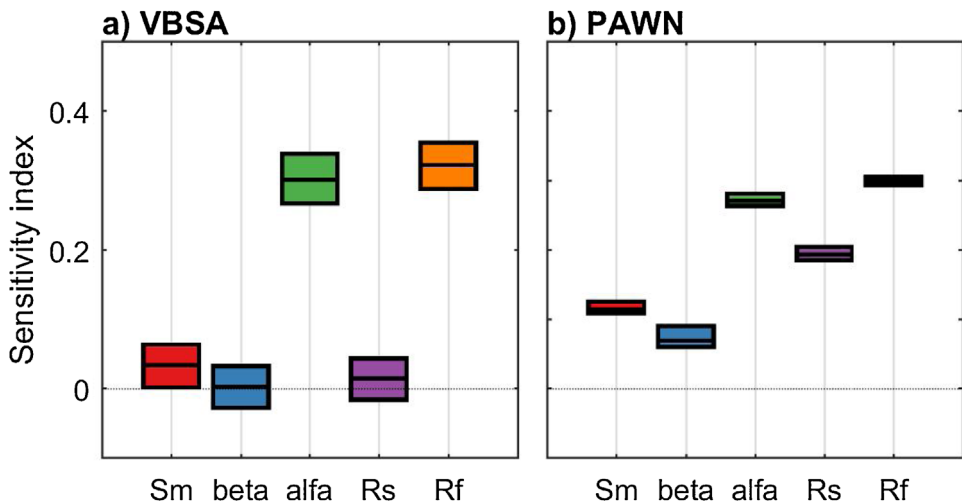 a) VBSA
b) PAWN
Sensitivity index
0.4
0.2
0
Sm beta alfa Rs Rf
Sm beta alfa Rs Rf